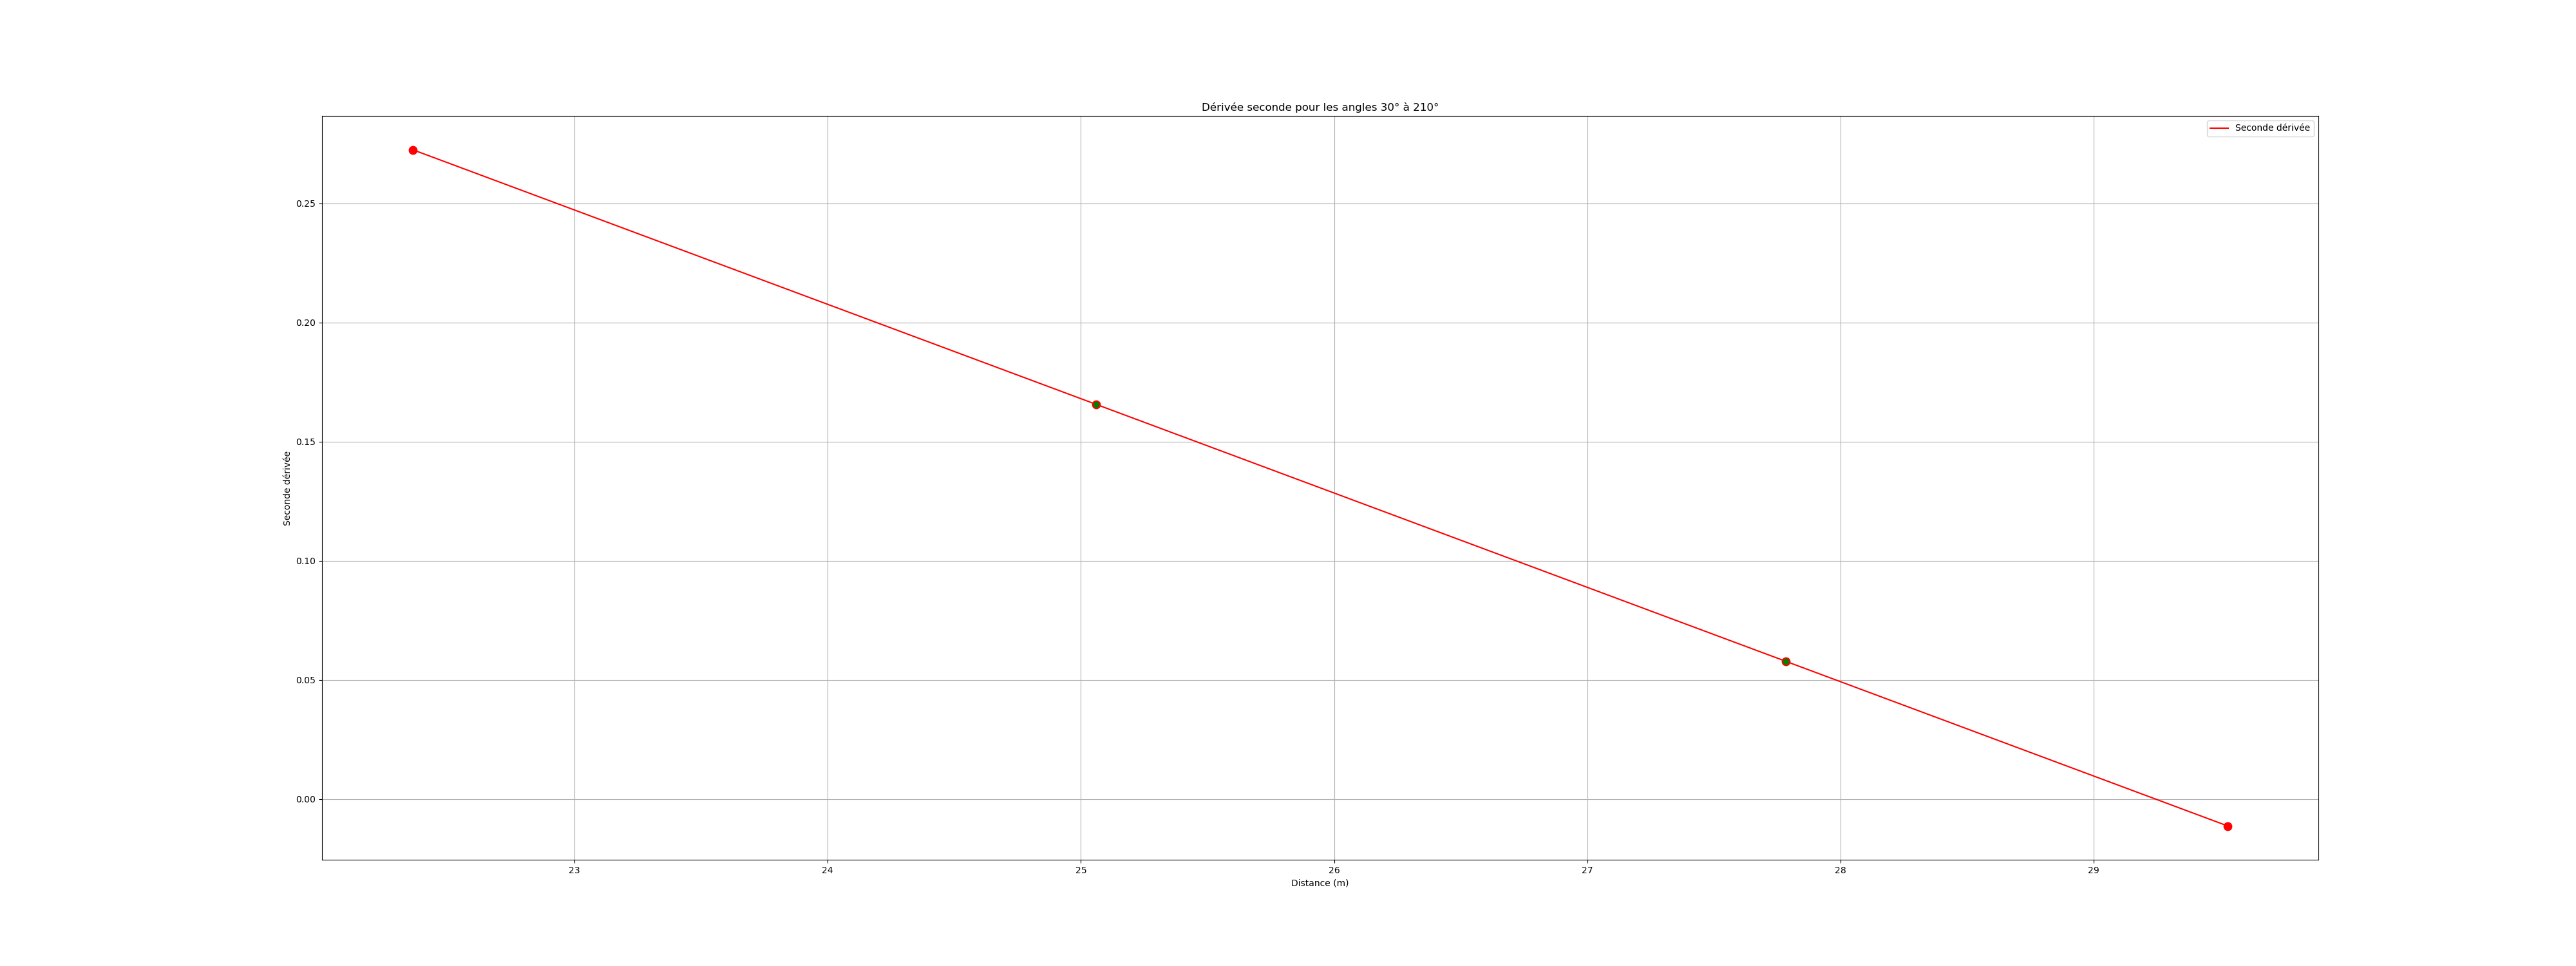 Dérivée seconde pour les angles 30° à 210°
Seconde dérivée
0.25
0.20
0.15
0.10
0.05
0.00
Seconde dérivée
23 24 25 26 27 28 29
Distance (m)